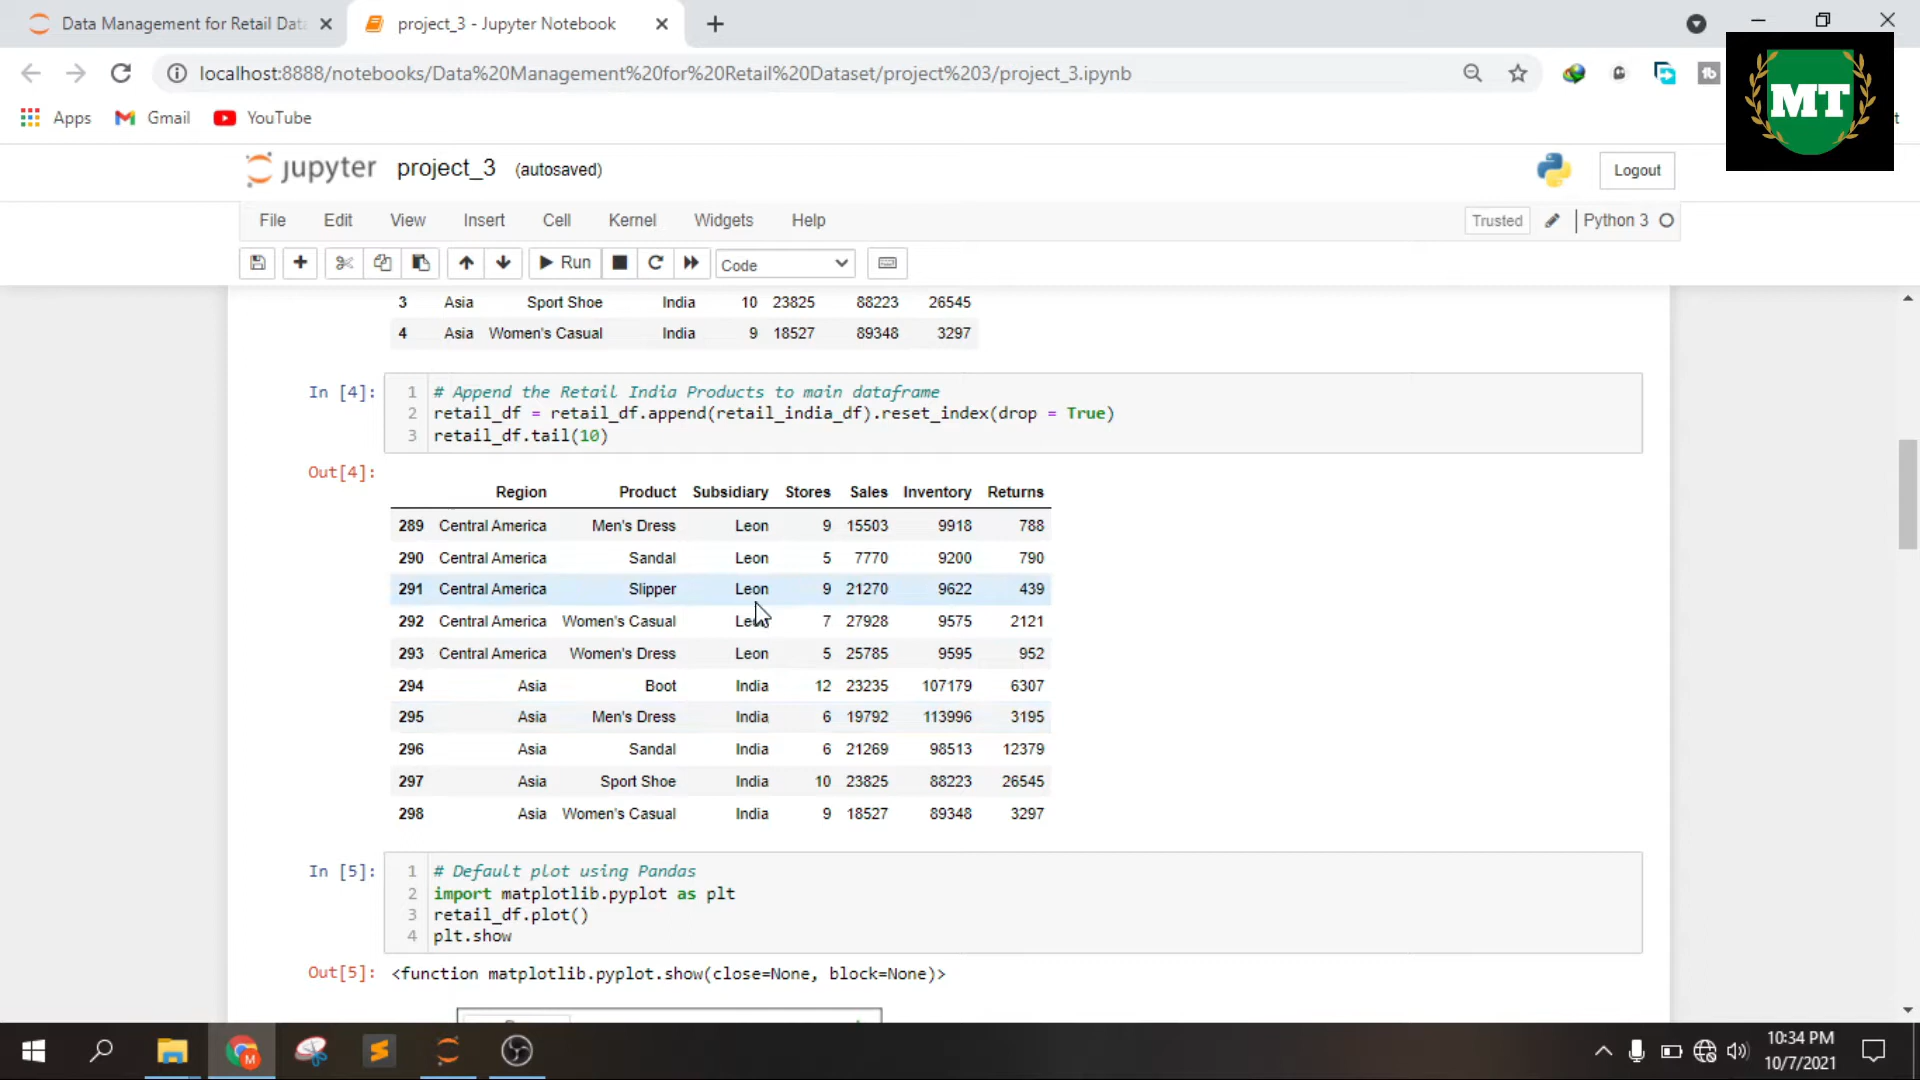 Data Management for Retail Dat
project_3 - Jupyter Notebook
localhost:8888/notebooks/Data%20Management%20for%20Retail%20Dataset/project%203/project_3.ipynb
Apps
Gmail
YouTube
MT
jupyter
project_3
(autosaved)
Logout
File Edit View Insert Cell Kernel Widgets Help
Trusted
Python 3
Run
Code
3 Asia Sport Shoe India 10 23825 88223 26545
4 Asia Women's Casual India 9 18527 89348 3297
In [4]:
1 # Append the Retail India Products to main dataframe
2 retail_df = retail_df.append(retail_india_df).reset_index(drop = True)
3 retail_df.tail(10)
Out[4]:
Region Product Subsidiary Stores Sales Inventory Returns
289 Central America Men's Dress Leon 9 15503 9918 788
290 Central America Sandal Leon 5 7770 9200 790
291 Central America Slipper Leon 9 21270 9622 439
292 Central America Women's Casual Leon 7 27928 9575 2121
293 Central America Women's Dress Leon 5 25785 9595 952
294 Asia Boot India 12 23235 107179 6307
295 Asia Men's Dress India 6 19792 113996 3195
296 Asia Sandal India 6 21269 98513 12379
297 Asia Sport Shoe India 10 23825 88223 26545
298 Asia Women's Casual India 9 18527 89348 3297
In [5]:
1 # Default plot using Pandas
2 import matplotlib.pyplot as plt
3 retail_df.plot()
4 plt.show
Out[5]: <function matplotlib.pyplot.show(close=None, block=None)>
10:34 PM
10/7/2021